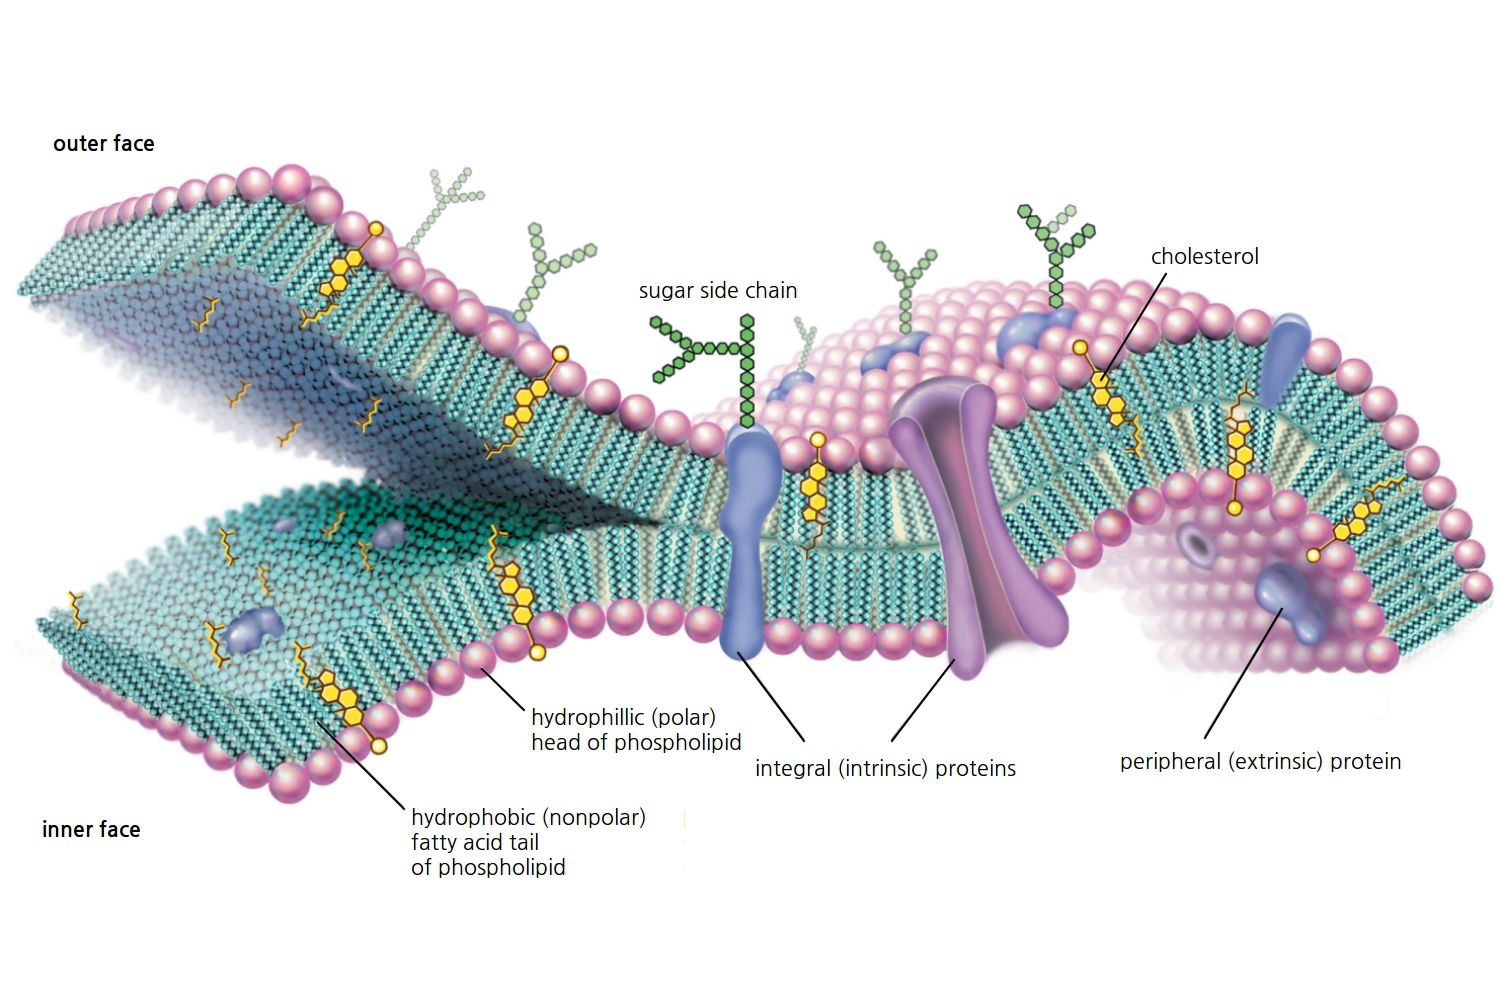 outer face
cholesterol
sugar side chain
hydrophillic (polar)
head of phospholipid
integral (intrinsic) proteins
peripheral (extrinsic) protein
hydrophobic (nonpolar)
fatty acid tail
of phospholipid
inner face